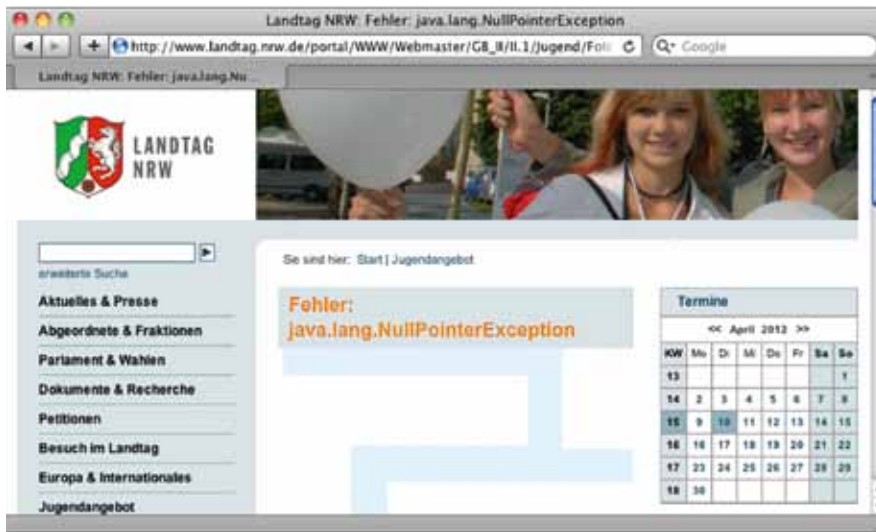 Landtag NRW: Fehler: java.lang.NullPointerException
http://www.landtag.nrw.de/portal/WWW/Webmaster/GB_II/II.1/Jugend/Fot
Google
Landtag NRW: Fehler: java.lang.Nu...
LANDTAG
NRW
erweiterte Suche
Aktuelles & Presse
Abgeordnete & Fraktionen
Parlament & Wahlen
Dokumente & Recherche
Petitionen
Besuch im Landtag
Europa & Internationales
Jugendangebot
Sie sind hier: Start | Jugendangebot
Fehler:
java.lang.NullPointerException
Termine
<< April 2012 >>
KW Mo Di Mi Do Fr Sa So
13 1
14 2 3 4 5 6 7 8
15 9 10 11 12 13 14 15
16 16 17 18 19 20 21 22
17 23 24 25 26 27 28 29
18 30